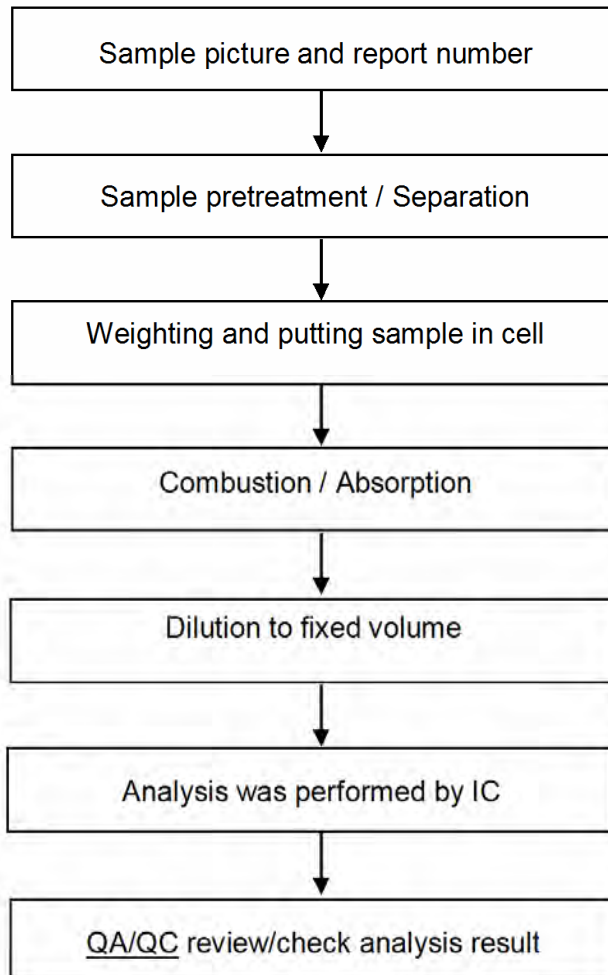 Sample picture and report number
Sample pretreatment / Separation
Weighting and putting sample in cell
Combustion / Absorption
Dilution to fixed volume
Analysis was performed by IC
QA/QC review/check analysis result